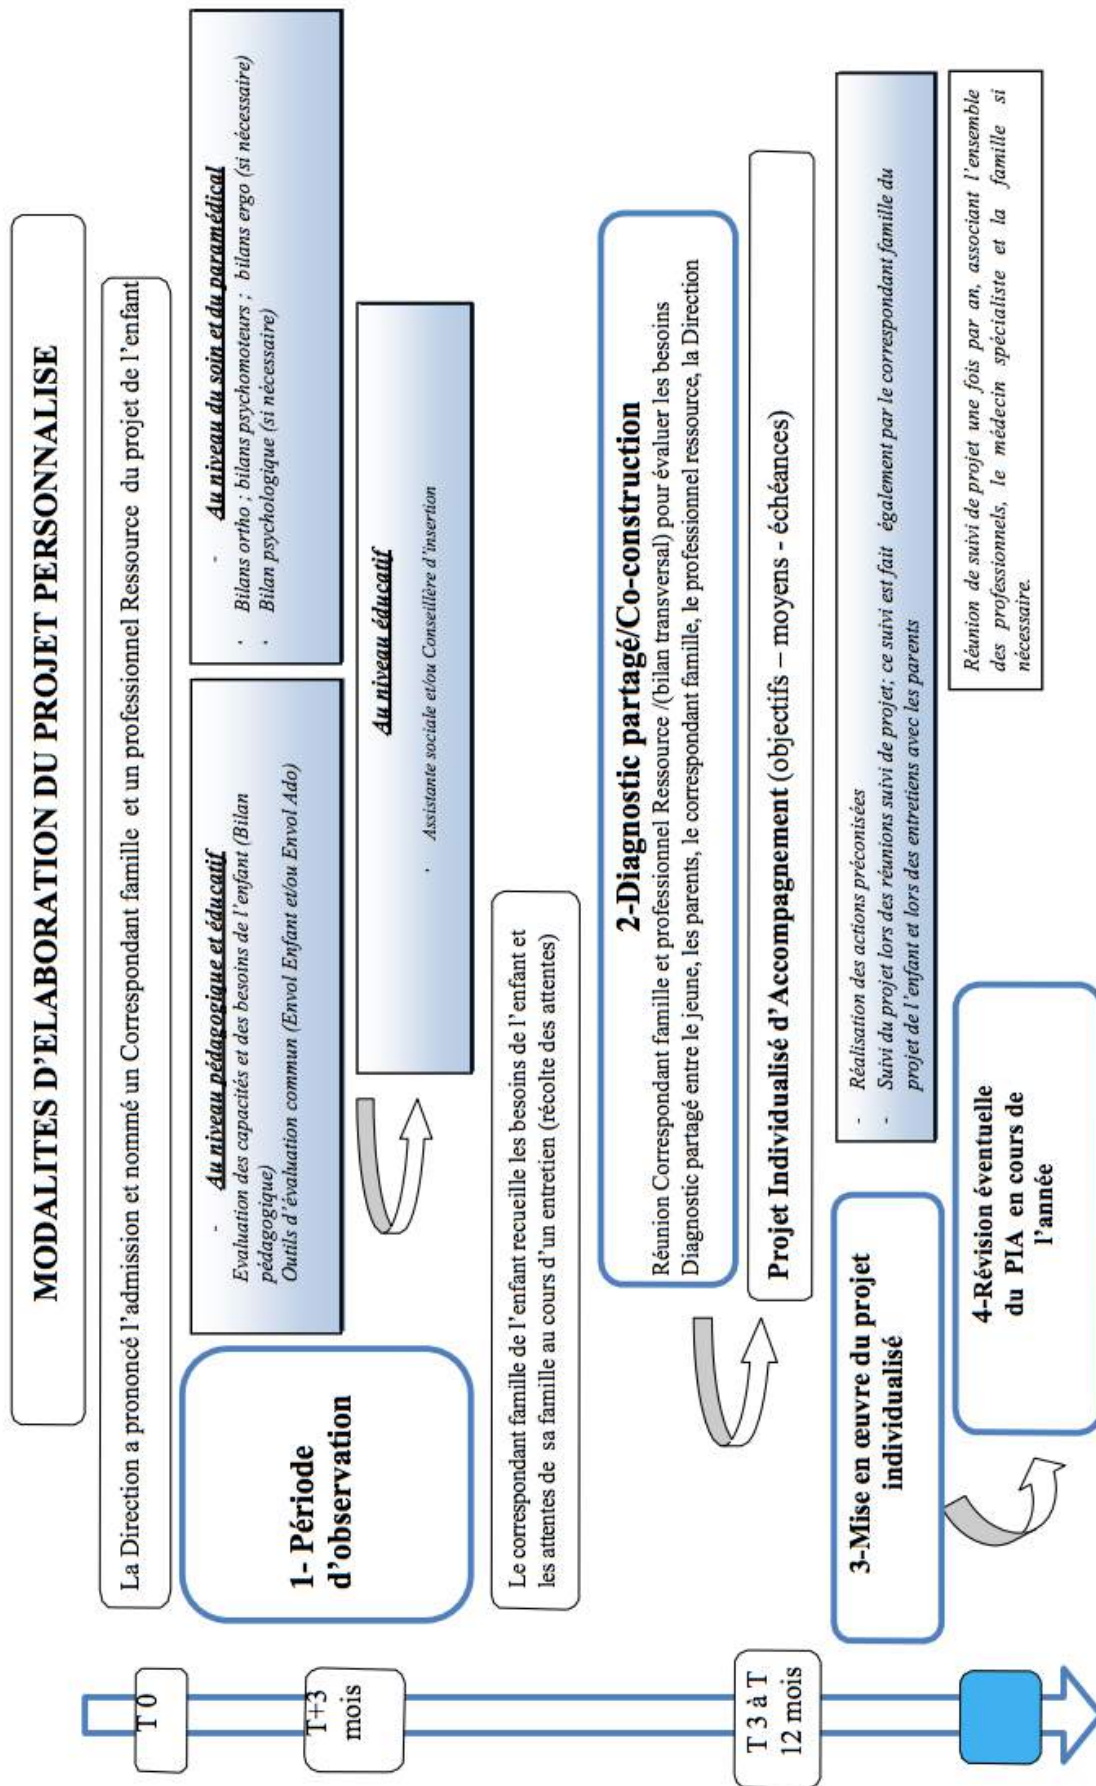 MODALITES D'ELABORATION DU PROJET PERSONNALISE
T 0
La Direction a prononcé l'admission et nommé un Correspondant famille et un professionnel Ressource du projet de l'enfant
T+3
mois
1- Période
d'observation
- Au niveau pédagogique et éducatif
Evaluation des capacités et des besoins de l'enfant (Bilan
pédagogique)
Outils d'évaluation commun (Envol Enfant et/ou Envol Ado)
- Au niveau du soin et du paramédical
· Bilans ortho ; bilans psychomoteurs ; bilans ergo (si nécessaire)
· Bilan psychologique (si nécessaire)
Au niveau éducatif
· Assistante sociale et/ou Conseillère d'insertion
Le correspondant famille de l'enfant recueille les besoins de l'enfant et
les attentes de sa famille au cours d'un entretien (récolte des attentes)
2-Diagnostic partagé/Co-construction
Réunion Correspondant famille et professionnel Ressource /(bilan transversal) pour évaluer les besoins
Diagnostic partagé entre le jeune, les parents, le correspondant famille, le professionnel ressource, la Direction
T 3 à T
12 mois
Projet Individualisé d'Accompagnement (objectifs – moyens - échéances)
3-Mise en œuvre du projet
individualisé
- Réalisation des actions préconisées
- Suivi du projet lors des réunions suivi de projet; ce suivi est fait également par le correspondant famille du
projet de l'enfant et lors des entretiens avec les parents
4-Révision éventuelle
du PIA en cours de
l'année
Réunion de suivi de projet une fois par an, associant l'ensemble
des professionnels, le médecin spécialiste et la famille si
nécessaire.